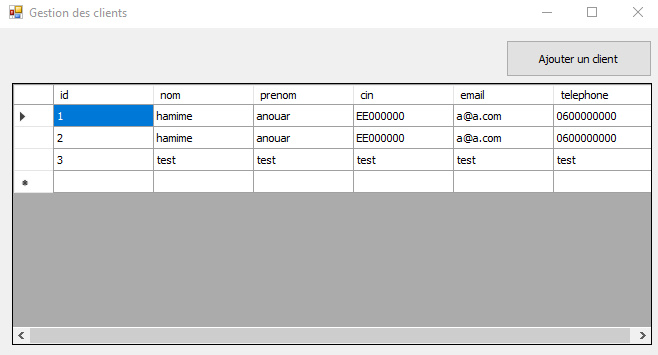 Gestion des clients
Ajouter un client
id nom prenom cin email telephone
1 hamime anouar EE000000 a@a.com 0600000000
2 hamime anouar EE000000 a@a.com 0600000000
3 test test test test test